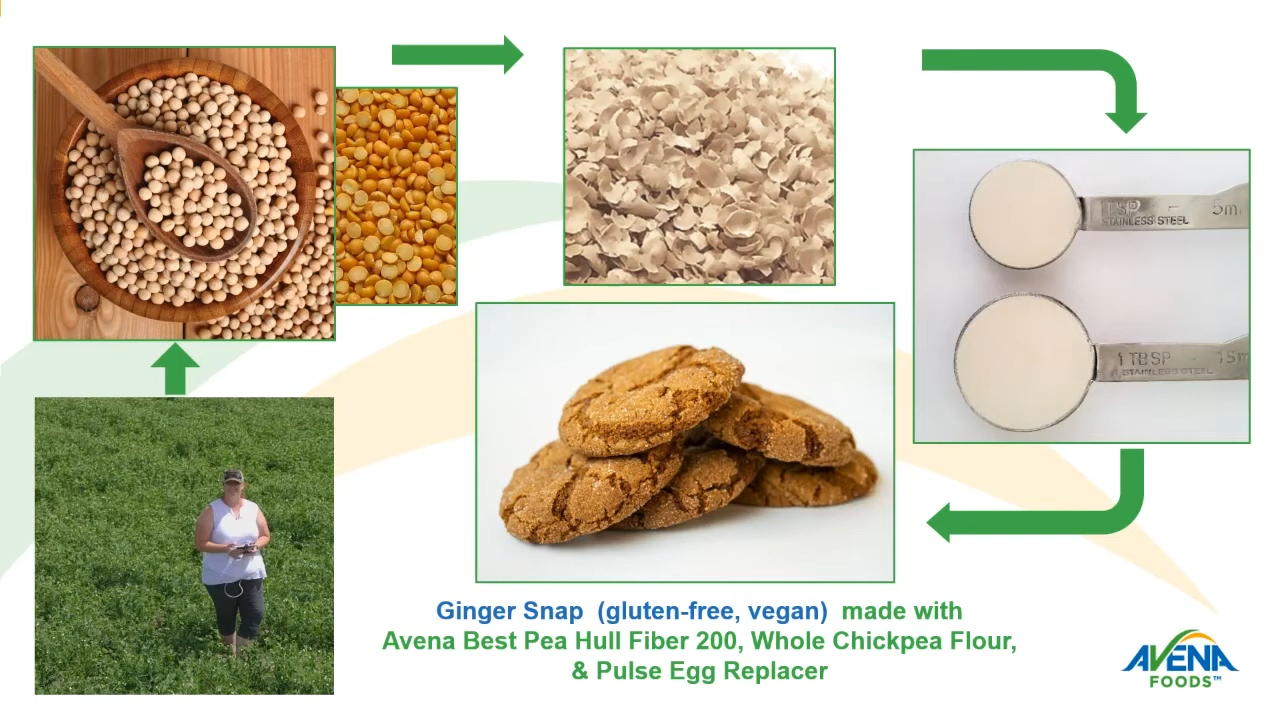 TSP
5m
STAINLESS STEEL
1 TBSP - 15m
STAINLESS STEEL
Ginger Snap (gluten-free, vegan) made with
Avena Best Pea Hull Fiber 200, Whole Chickpea Flour,
& Pulse Egg Replacer
AVENA
FOODS™